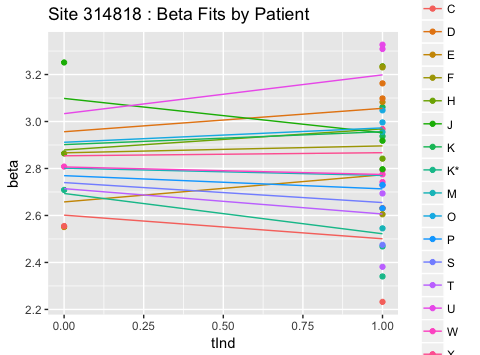 Site 314818 : Beta Fits by Patient
beta
3.2
3.0
2.8
2.6
2.4
2.2
0.00 0.25 0.50 0.75 1.00
tInd
C
D
E
F
H
J
K
K*
M
O
P
S
T
U
W